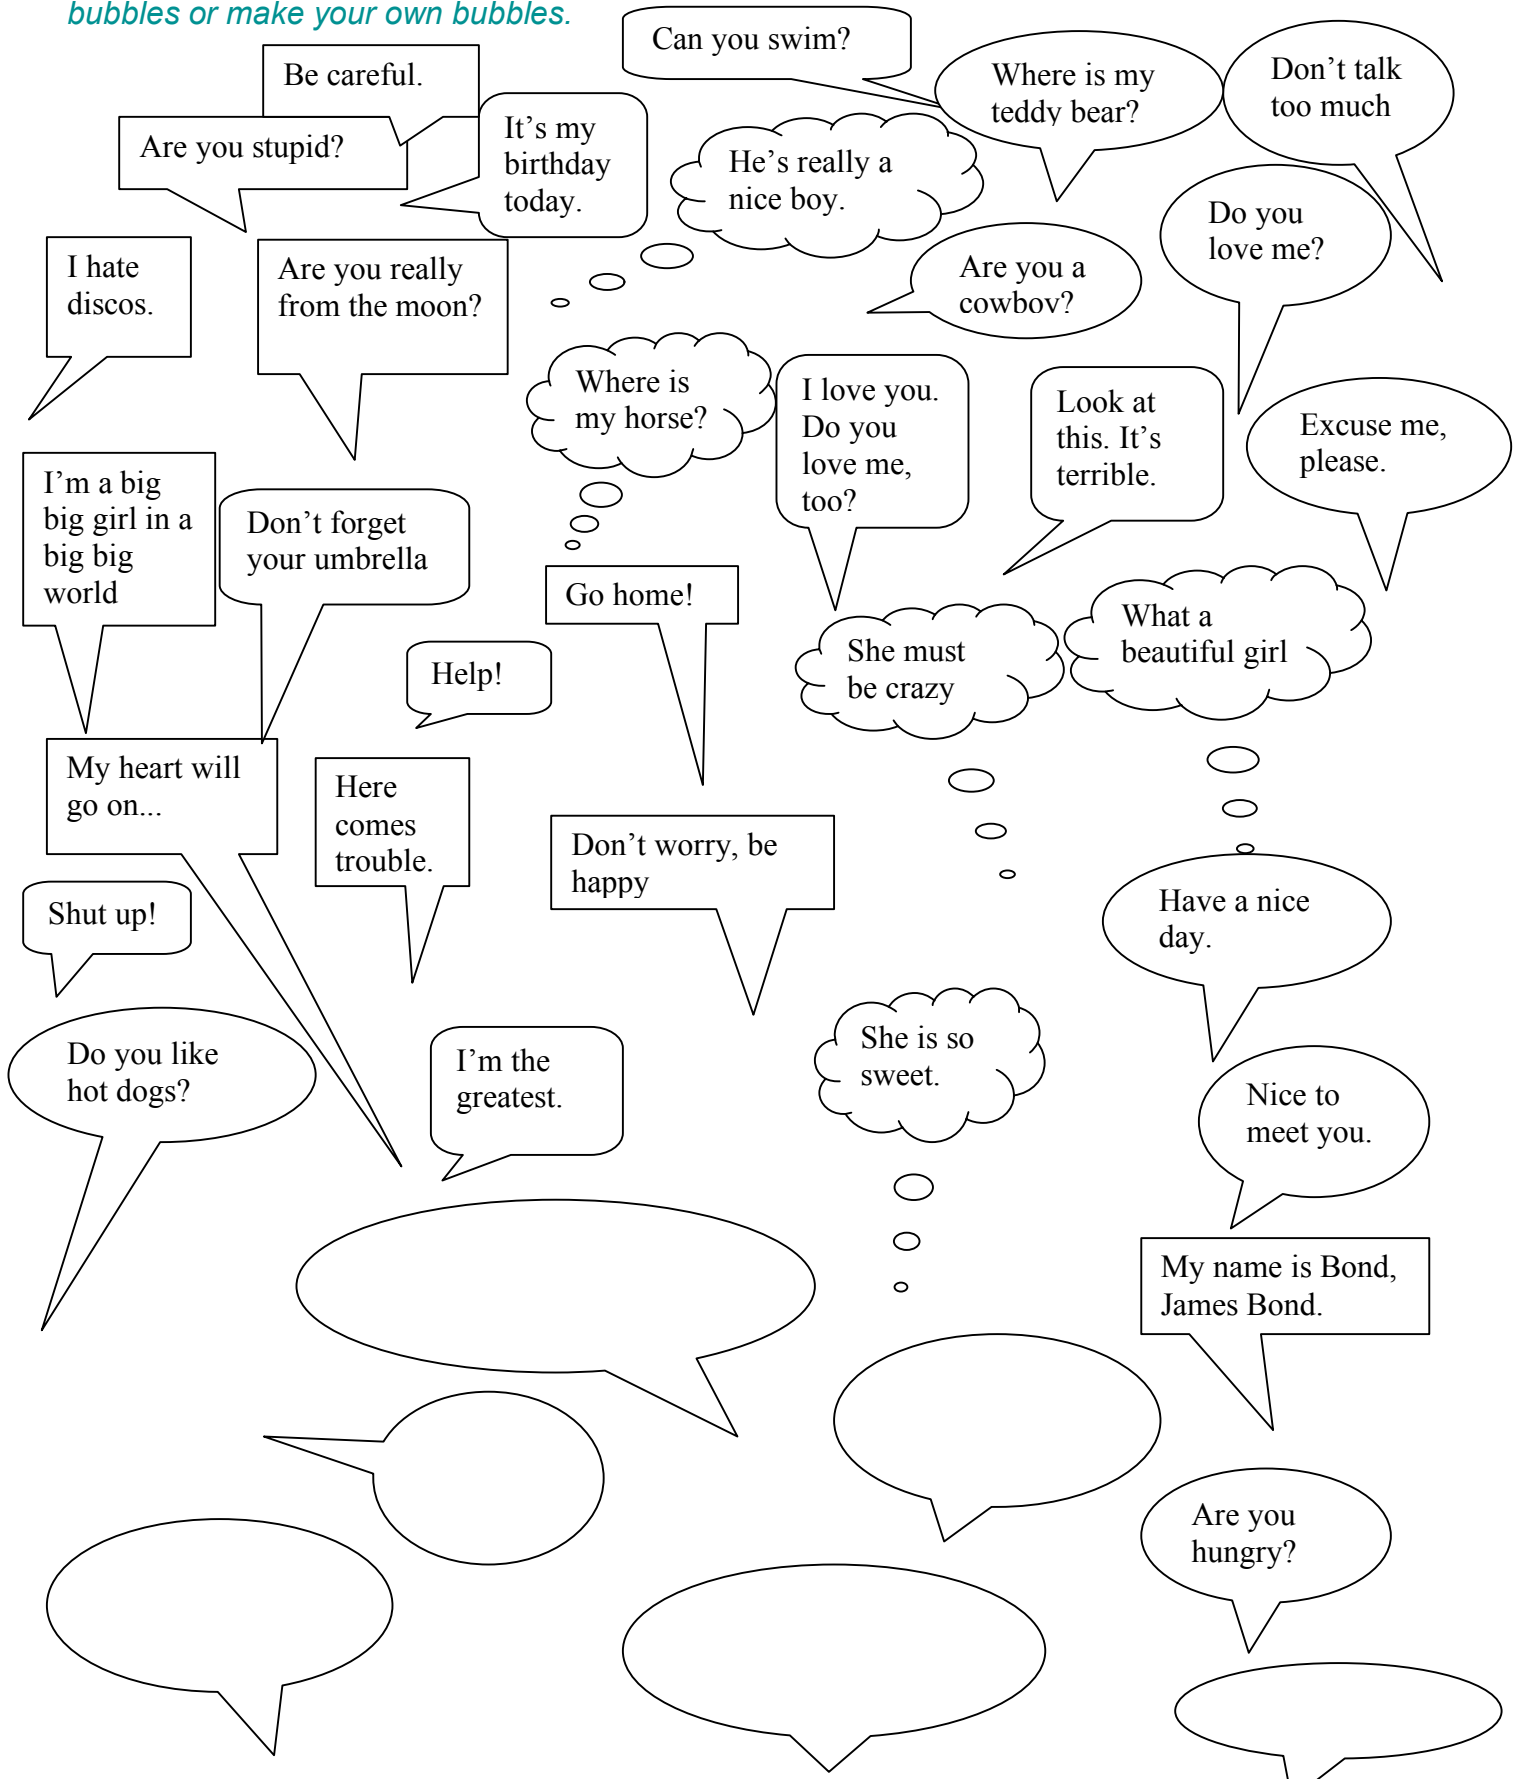 bubbles or make your own bubbles.
Can you swim?
Be careful.
Where is my
teddy bear?
Don’t talk
too much
Are you stupid?
It’s my
birthday
today.
He’s really a
nice boy.
Do you
love me?
I hate
discos.
Are you really
from the moon?
Are you a
cowboy?
Where is
my horse?
I love you.
Do you
love me,
too?
Look at
this. It’s
terrible.
Excuse me,
please.
I’m a big
big girl in a
big big
world
Don’t forget
your umbrella
Go home!
What a
beautiful girl
She must
be crazy
Help!
My heart will
go on...
Here
comes
trouble.
Don’t worry, be
happy
Shut up!
Have a nice
day.
Do you like
hot dogs?
I’m the
greatest.
She is so
sweet.
Nice to
meet you.
My name is Bond,
James Bond.
Are you
hungry?